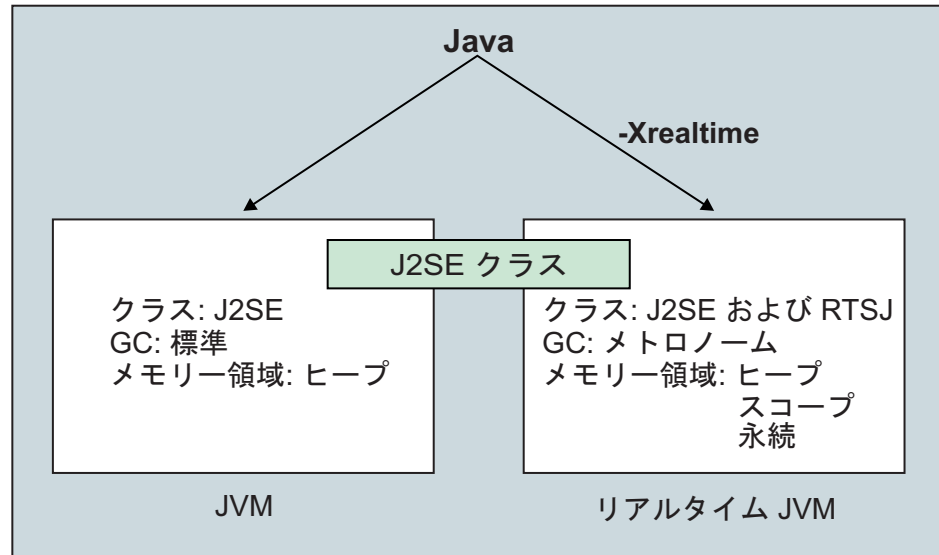 Java
-Xrealtime
J2SE クラス
クラス: J2SE
GC: 標準
メモリー領域: ヒープ
クラス: J2SE および RTSJ
GC: メトロノーム
メモリー領域: ヒープ
スコープ
永続
JVM
リアルタイム JVM